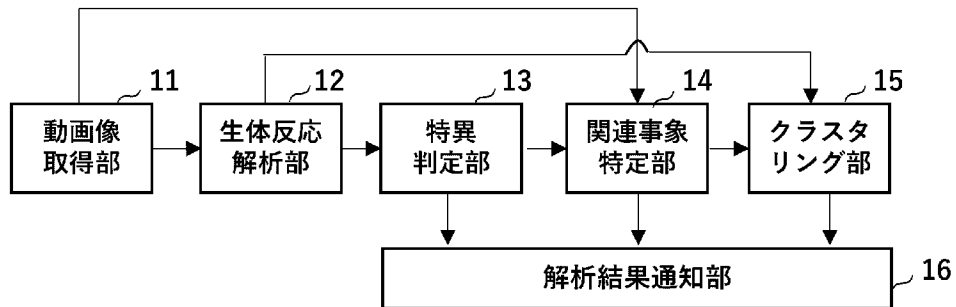 11
動画像
取得部
12
生体反応
解析部
13
特異
判定部
14
関連事象
特定部
15
クラスタ
リング部
解析結果通知部
16